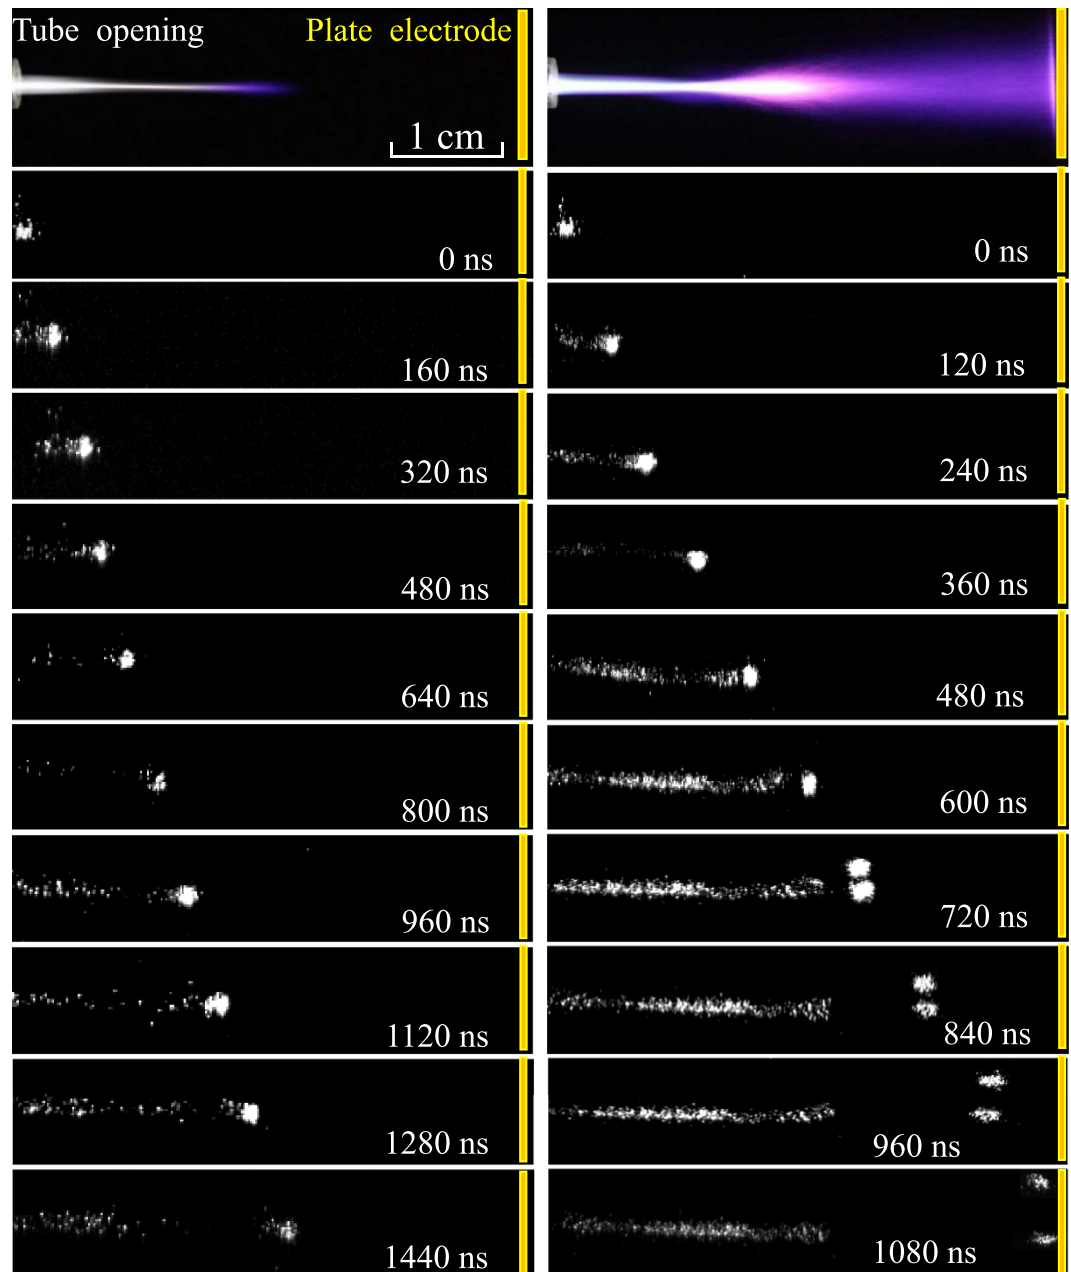 Tube opening
Plate electrode
1 cm
0 ns
160 ns
320 ns
480 ns
640 ns
800 ns
960 ns
1120 ns
1280 ns
1440 ns
0 ns
120 ns
240 ns
360 ns
480 ns
600 ns
720 ns
840 ns
960 ns
1080 ns